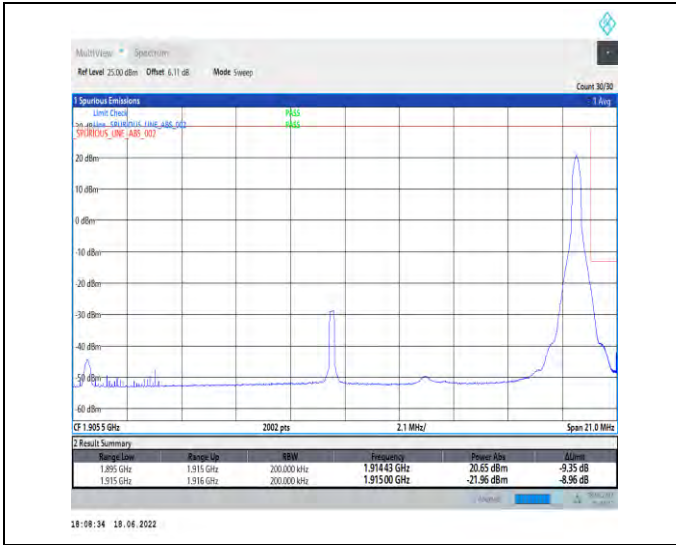 MultiView Spectrum
Ref Level 25.00 dBm Offset 6.11 dB Mode Sweep
Count 30/30
1 Spurious Emissions 1 Avg
Limit Check PASS
Line _SPURIOUS_LINE_ABS_002 PASS
SPURIOUS_LINE_ABS_002
20 dBm
10 dBm
0 dBm
-10 dBm
-20 dBm
-30 dBm
-40 dBm
-50 dBm
-60 dBm
CF 1.905 5 GHz 2002 pts 2.1 MHz/ Span 21.0 MHz
2 Result Summary
Range Low Range Up RBW Frequency Power Abs ΔLimit
1.895 GHz 1.915 GHz 200.000 kHz 1.91443 GHz 20.65 dBm -9.35 dB
1.915 GHz 1.916 GHz 200.000 kHz 1.91500 GHz -21.96 dBm -8.96 dB
18:08:34 18.06.2022